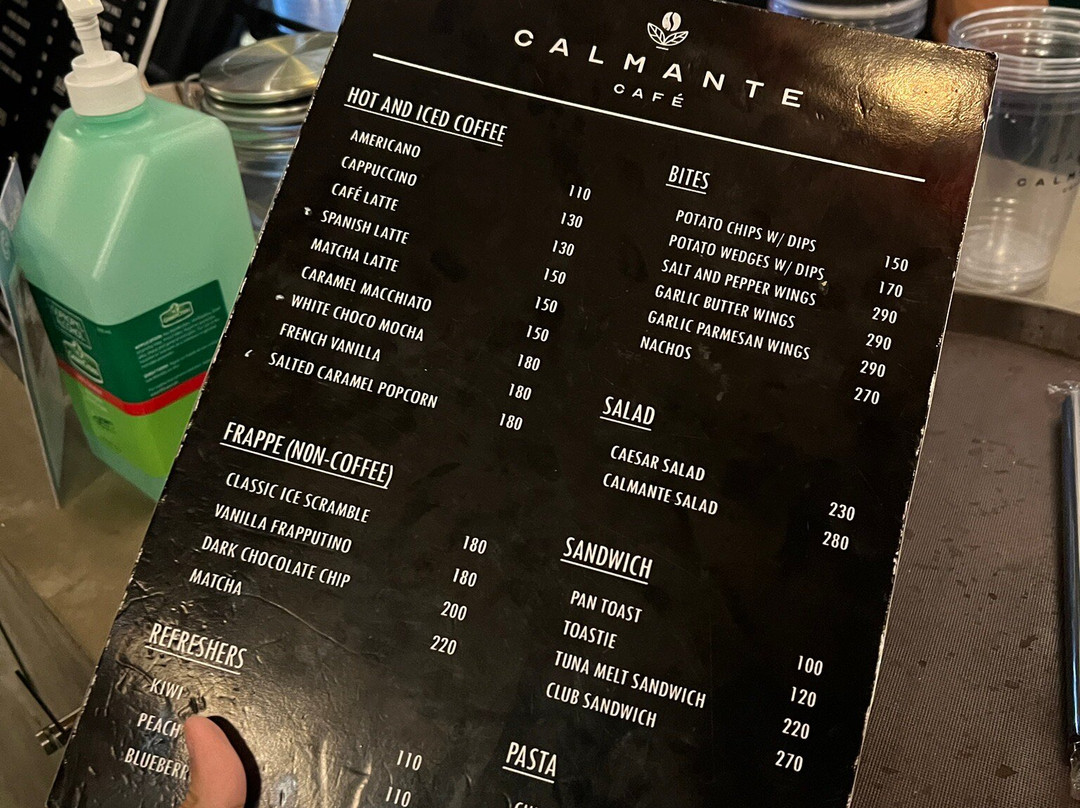 CALMANTE
CAFÉ
HOT AND ICED COFFEE
AMERICANO 110
CAPPUCCINO 130
CAFÉ LATTE 130
SPANISH LATTE 150
MATCHA LATTE 150
CARAMEL MACCHIATO 150
WHITE CHOCO MOCHA 180
FRENCH VANILLA 180
SALTED CARAMEL POPCORN 180
FRAPPE (NON-COFFEE)
CLASSIC ICE SCRAMBLE 180
VANILLA FRAPPUTINO 180
DARK CHOCOLATE CHIP 200
MATCHA 220
REFRESHERS
KIWI 110
PEACH 110
BITES
POTATO CHIPS W/ DIPS 150
POTATO WEDGES W/ DIPS 170
SALT AND PEPPER WINGS 290
GARLIC BUTTER WINGS 290
GARLIC PARMESAN WINGS 290
NACHOS 270
SALAD
CAESAR SALAD 230
CALMANTE SALAD 280
SANDWICH
PAN TOAST 100
TOASTIE 120
TUNA MELT SANDWICH 220
CLUB SANDWICH 270
PASTA